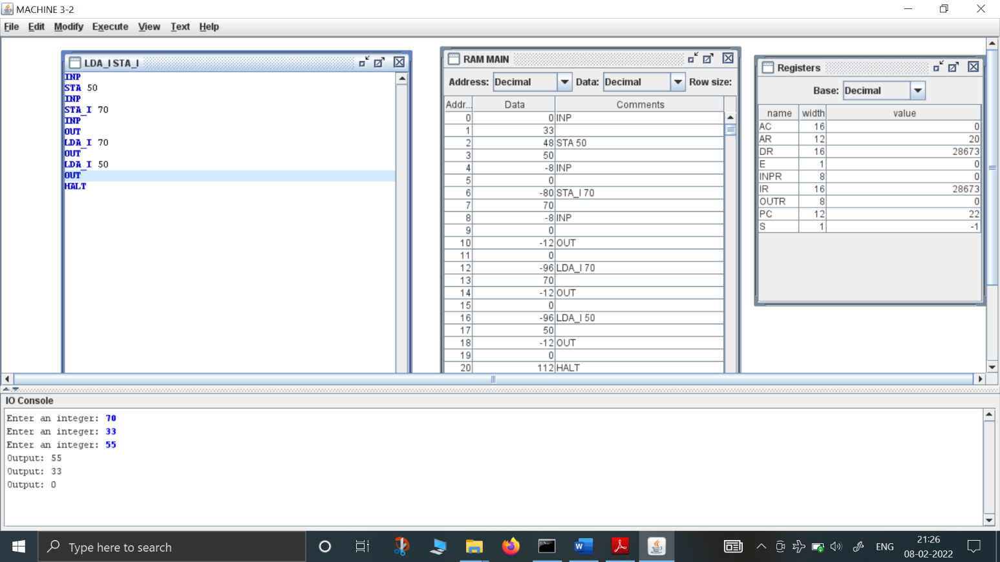 MACHINE 3-2
File Edit Modify Execute View Text Help
LDA_I STA_I
INP
STA 50
INP
STA_I 70
INP
OUT
LDA_I 70
OUT
LDA_I 50
OUT
HALT
RAM MAIN
Address: Decimal Data: Decimal Row size:
Addr... Data Comments
0 0 INP
1 33
2 48 STA 50
3 50
4 -8 INP
5 0
6 -80 STA_I 70
7 70
8 -8 INP
9 0
10 -12 OUT
11 0
12 -96 LDA_I 70
13 70
14 -12 OUT
15 0
16 -96 LDA_I 50
17 50
18 -12 OUT
19 0
20 112 HALT
Registers
Base: Decimal
name width value
AC 16 0
AR 12 20
DR 16 28673
E 1 0
INPR 8 0
IR 16 28673
OUTR 8 0
PC 12 22
S 1 -1
IO Console
Enter an integer: 70
Enter an integer: 33
Enter an integer: 55
Output: 55
Output: 33
Output: 0
Type here to search
ENG
21:26
08-02-2022